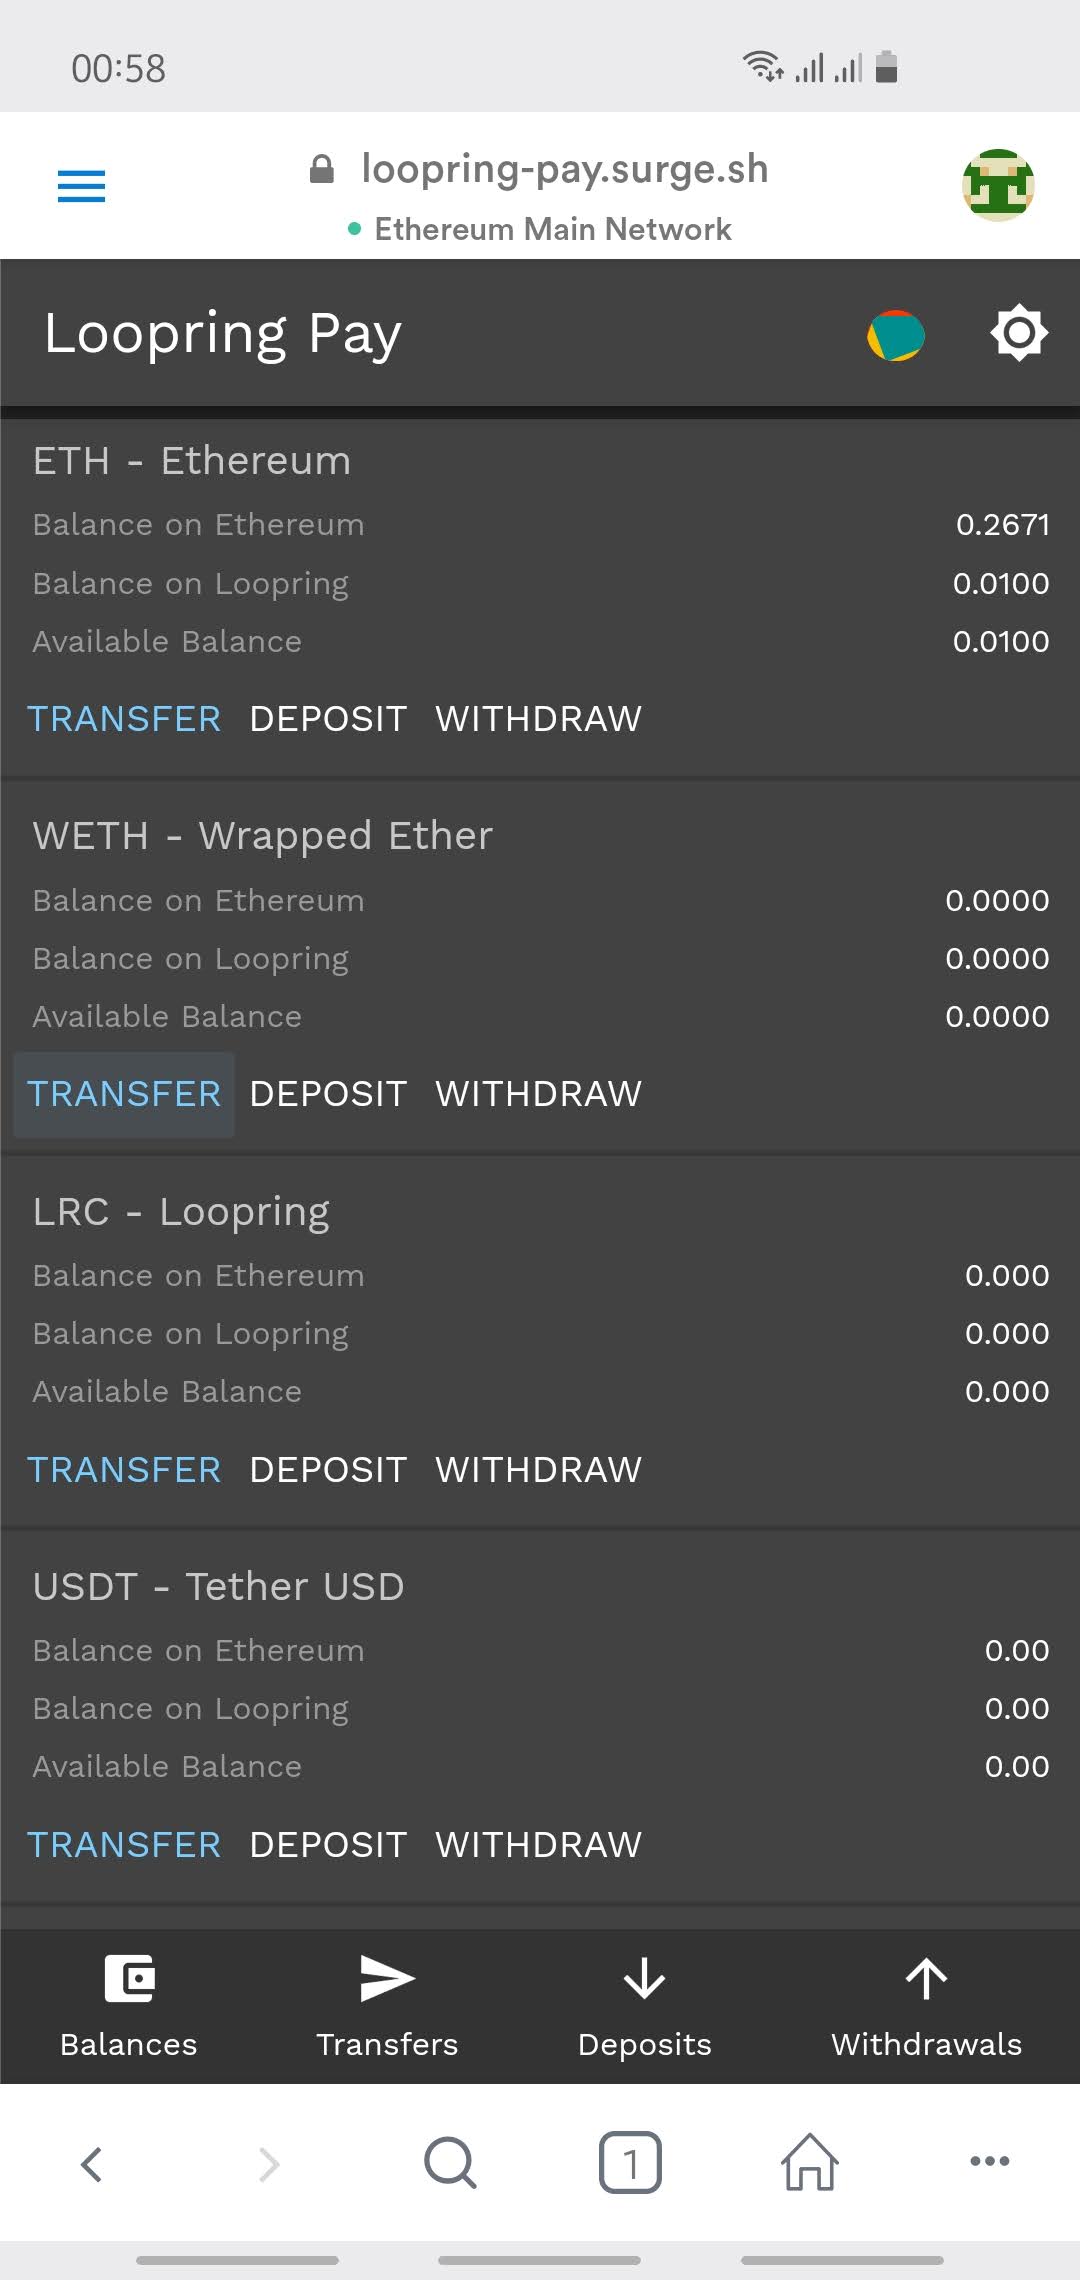 00:58
loopring-pay.surge.sh
Ethereum Main Network
Loopring Pay
ETH - Ethereum
Balance on Ethereum 0.2671
Balance on Loopring 0.0100
Available Balance 0.0100
TRANSFER DEPOSIT WITHDRAW
WETH - Wrapped Ether
Balance on Ethereum 0.0000
Balance on Loopring 0.0000
Available Balance 0.0000
TRANSFER DEPOSIT WITHDRAW
LRC - Loopring
Balance on Ethereum 0.000
Balance on Loopring 0.000
Available Balance 0.000
TRANSFER DEPOSIT WITHDRAW
USDT - Tether USD
Balance on Ethereum 0.00
Balance on Loopring 0.00
Available Balance 0.00
TRANSFER DEPOSIT WITHDRAW
Balances Transfers Deposits Withdrawals
1